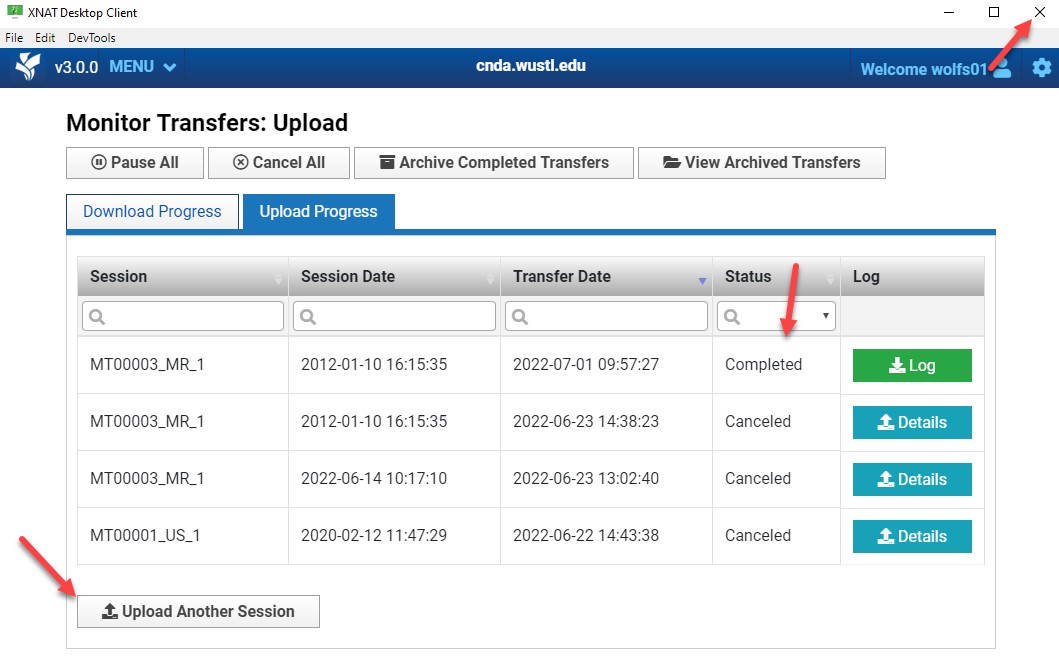 XNAT Desktop Client
File Edit DevTools
v3.0.0 MENU cnda.wustl.edu Welcome wolfs01
Monitor Transfers: Upload
Pause All Cancel All Archive Completed Transfers View Archived Transfers
Download Progress Upload Progress
Session Session Date Transfer Date Status Log
MT00003_MR_1 2012-01-10 16:15:35 2022-07-01 09:57:27 Completed Log
MT00003_MR_1 2012-01-10 16:15:35 2022-06-23 14:38:23 Canceled Details
MT00003_MR_1 2022-06-14 10:17:10 2022-06-23 13:02:40 Canceled Details
MT00001_US_1 2020-02-12 11:47:29 2022-06-22 14:43:38 Canceled Details
Upload Another Session